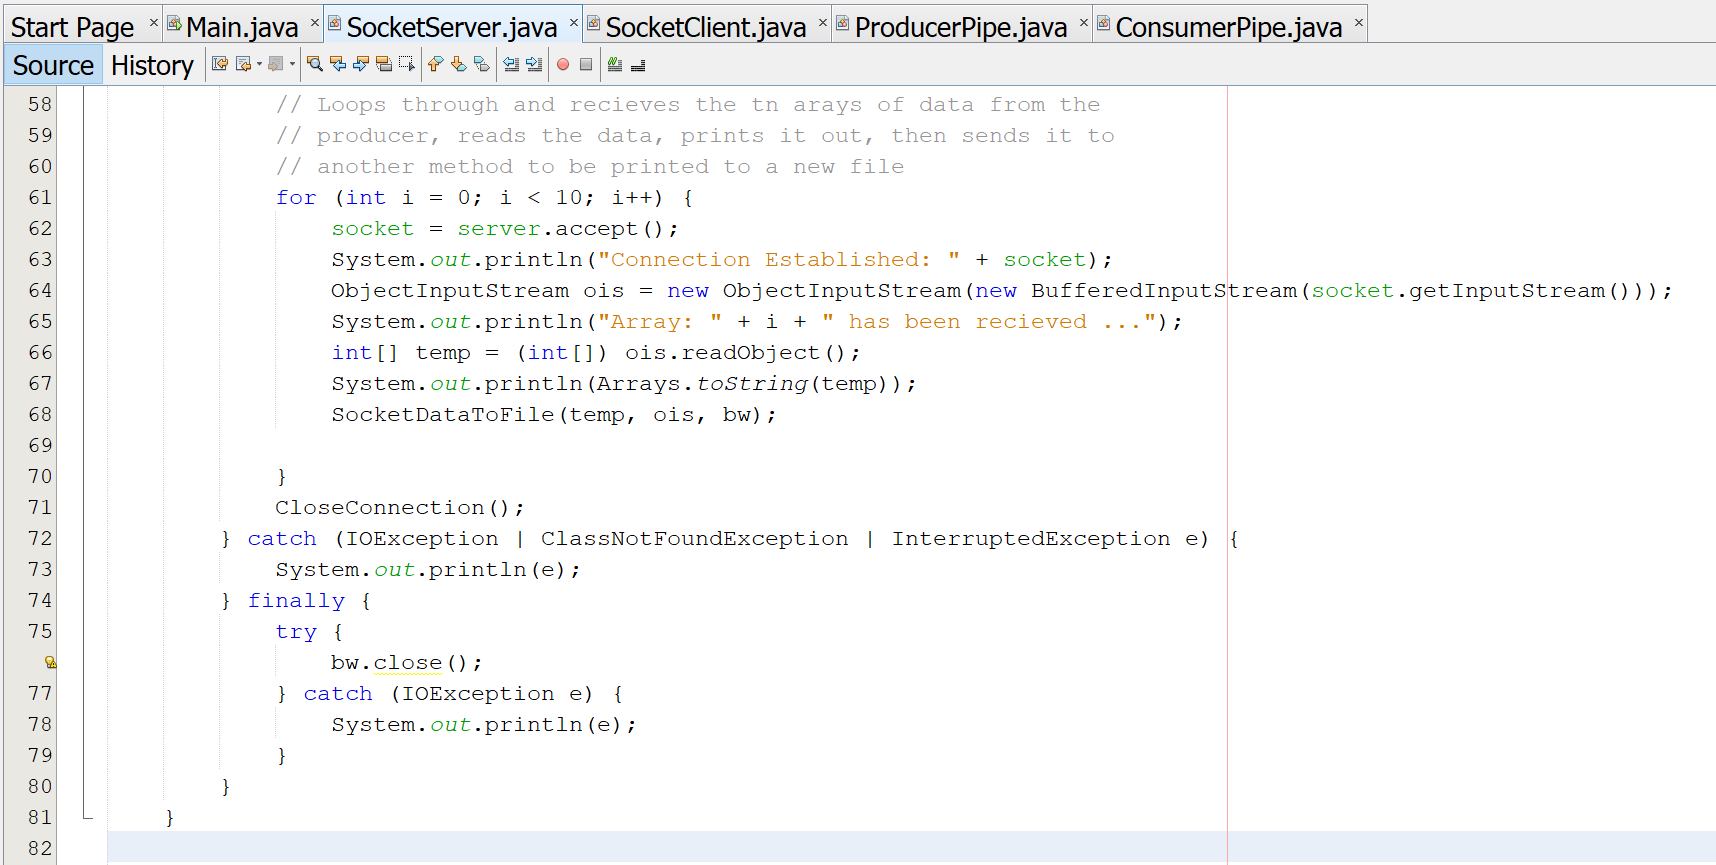 Start Page × Main.java × SocketServer.java × SocketClient.java × ProducerPipe.java × ConsumerPipe.java ×
Source History
58 // Loops through and recieves the tn arays of data from the
59 // producer, reads the data, prints it out, then sends it to
60 // another method to be printed to a new file
61 for (int i = 0; i < 10; i++) {
62 socket = server.accept();
63 System.out.println("Connection Established: " + socket);
64 ObjectInputStream ois = new ObjectInputStream(new BufferedInputStream(socket.getInputStream()));
65 System.out.println("Array: " + i + " has been recieved ...");
66 int[] temp = (int[]) ois.readObject();
67 System.out.println(Arrays.toString(temp));
68 SocketDataToFile(temp, ois, bw);
69
70 }
71 CloseConnection();
72 } catch (IOException | ClassNotFoundException | InterruptedException e) {
73 System.out.println(e);
74 } finally {
75 try {
bw.close();
77 } catch (IOException e) {
78 System.out.println(e);
79 }
80 }
81 }
82